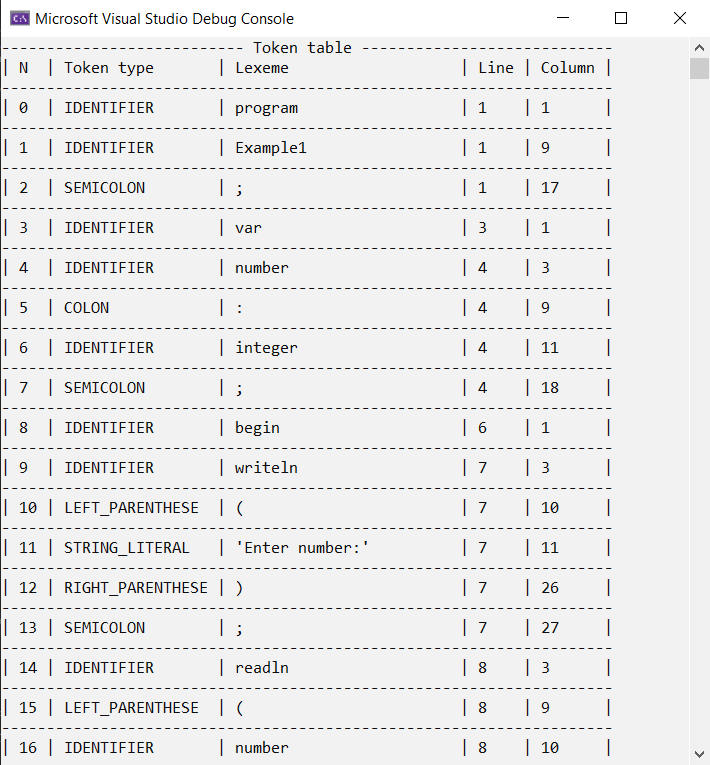 Microsoft Visual Studio Debug Console
--------------------------- Token table ----------------------------
| N  | Token type       | Lexeme                   | Line | Column |
--------------------------------------------------------------------
| 0  | IDENTIFIER       | program                  | 1    | 1      |
--------------------------------------------------------------------
| 1  | IDENTIFIER       | Example1                 | 1    | 9      |
--------------------------------------------------------------------
| 2  | SEMICOLON        | ;                        | 1    | 17     |
--------------------------------------------------------------------
| 3  | IDENTIFIER       | var                      | 3    | 1      |
--------------------------------------------------------------------
| 4  | IDENTIFIER       | number                   | 4    | 3      |
--------------------------------------------------------------------
| 5  | COLON            | :                        | 4    | 9      |
--------------------------------------------------------------------
| 6  | IDENTIFIER       | integer                  | 4    | 11     |
--------------------------------------------------------------------
| 7  | SEMICOLON        | ;                        | 4    | 18     |
--------------------------------------------------------------------
| 8  | IDENTIFIER       | begin                    | 6    | 1      |
--------------------------------------------------------------------
| 9  | IDENTIFIER       | writeln                  | 7    | 3      |
--------------------------------------------------------------------
| 10 | LEFT_PARENTHESE  | (                        | 7    | 10     |
--------------------------------------------------------------------
| 11 | STRING_LITERAL   | 'Enter number:'          | 7    | 11     |
--------------------------------------------------------------------
| 12 | RIGHT_PARENTHESE | )                        | 7    | 26     |
--------------------------------------------------------------------
| 13 | SEMICOLON        | ;                        | 7    | 27     |
--------------------------------------------------------------------
| 14 | IDENTIFIER       | readln                   | 8    | 3      |
--------------------------------------------------------------------
| 15 | LEFT_PARENTHESE  | (                        | 8    | 9      |
--------------------------------------------------------------------
| 16 | IDENTIFIER       | number                   | 8    | 10     |